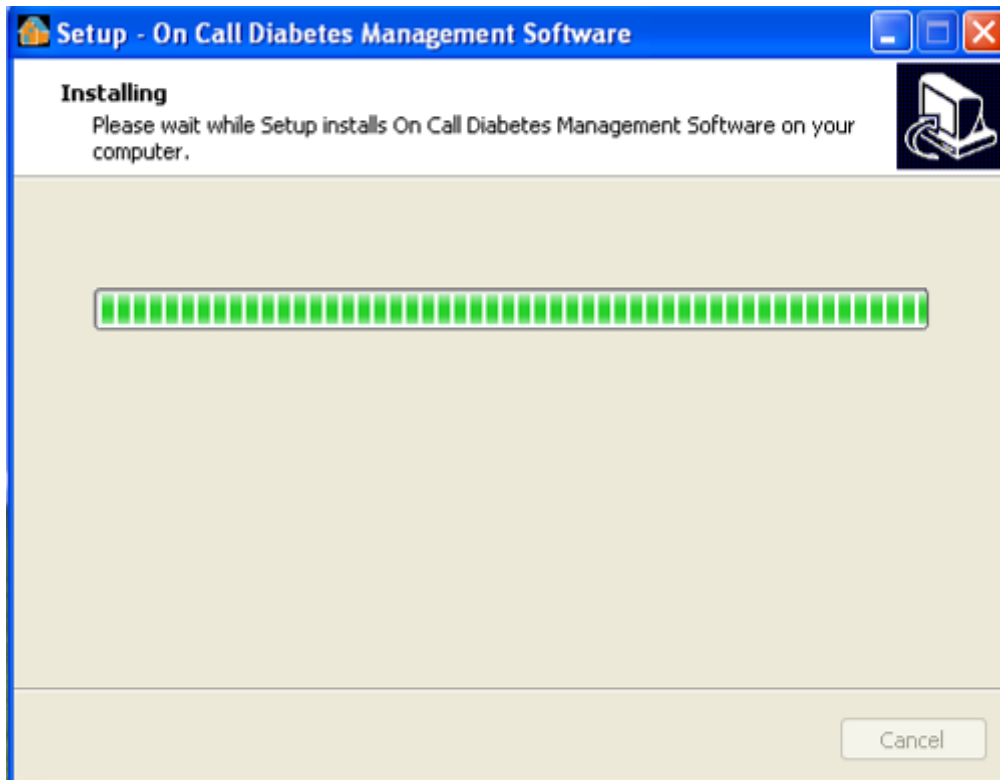 Setup - On Call Diabetes Management Software
Installing
Please wait while Setup installs On Call Diabetes Management Software on your
computer.
Cancel